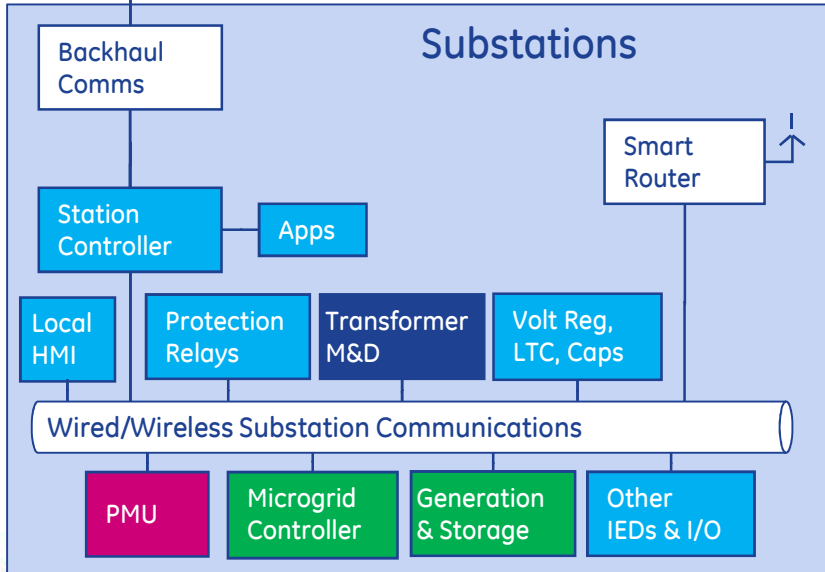 Substations
Backhaul
Comms
Smart
Router
Station
Controller
Apps
Local
HMI
Protection
Relays
Transformer
M&D
Volt Reg,
LTC, Caps
Wired/Wireless Substation Communications
PMU
Microgrid
Controller
Generation
& Storage
Other
IEDs & I/O